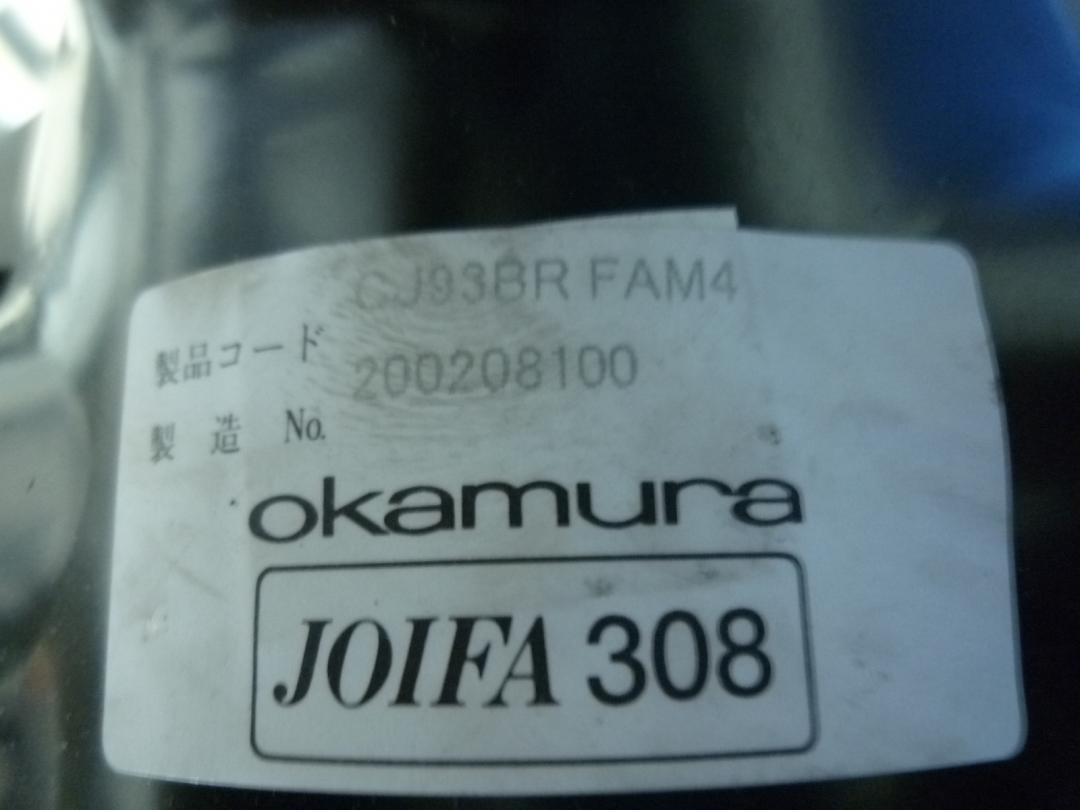 CJ93BR FAM4
製品コード
200208100
製 造 No.
okamura
JOIFA 308